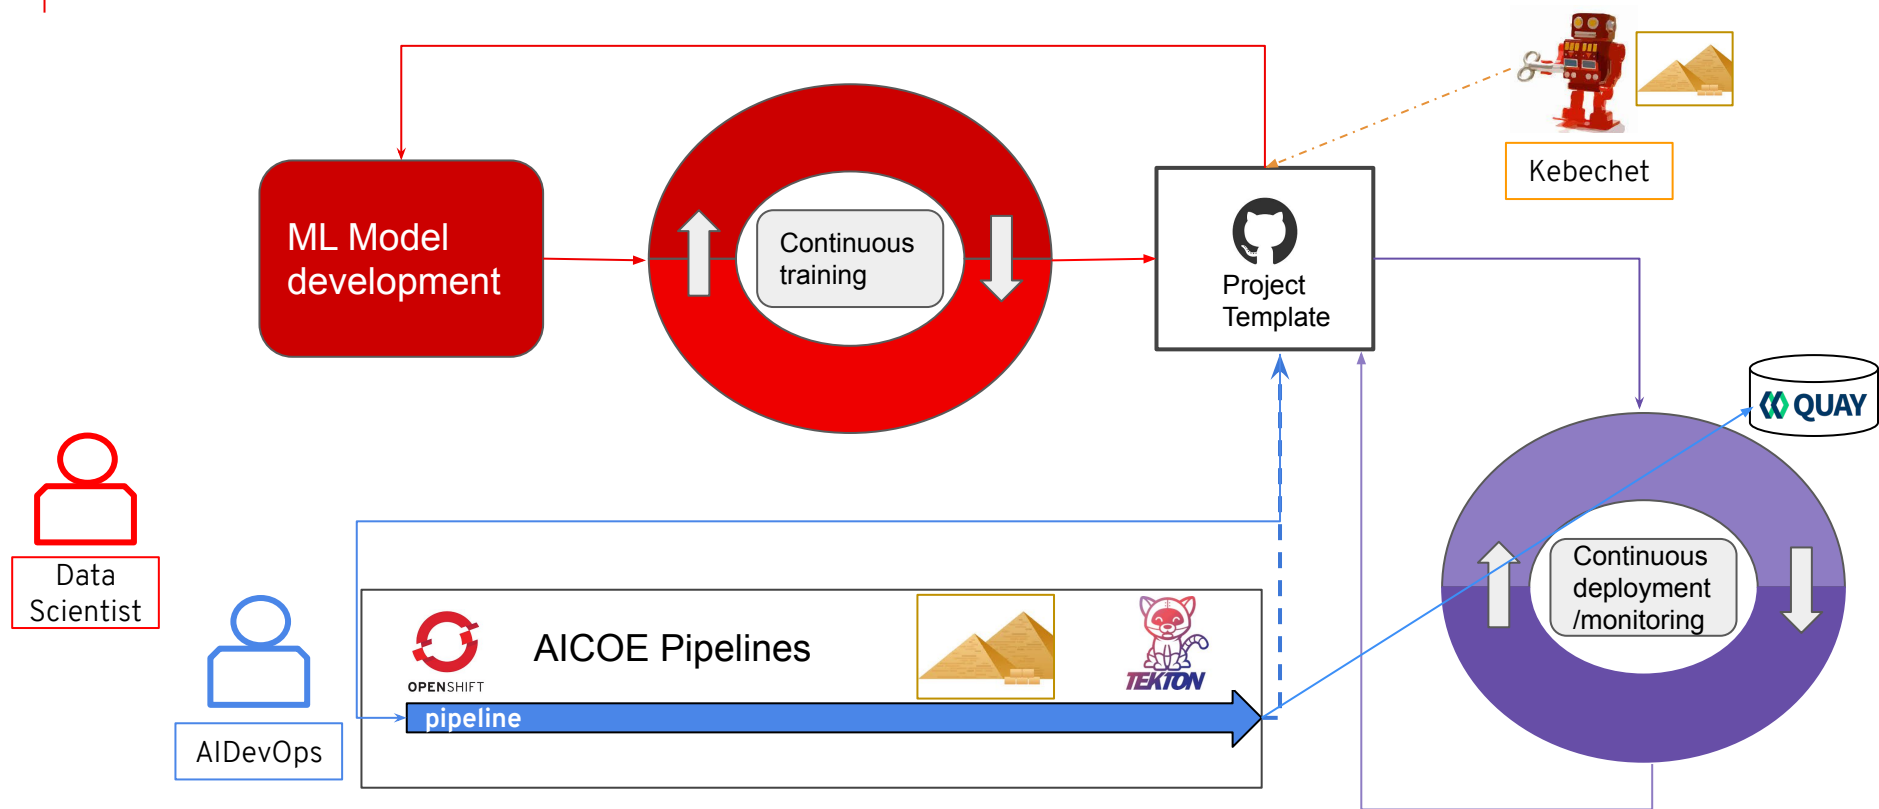 Kebechet
ML Model
development
Continuous
training
Project
Template
QUAY
Data
Scientist
Continuous
deployment
/monitoring
AICOE Pipelines
OPENSHIFT
TEKTON
pipeline
AIDevOps